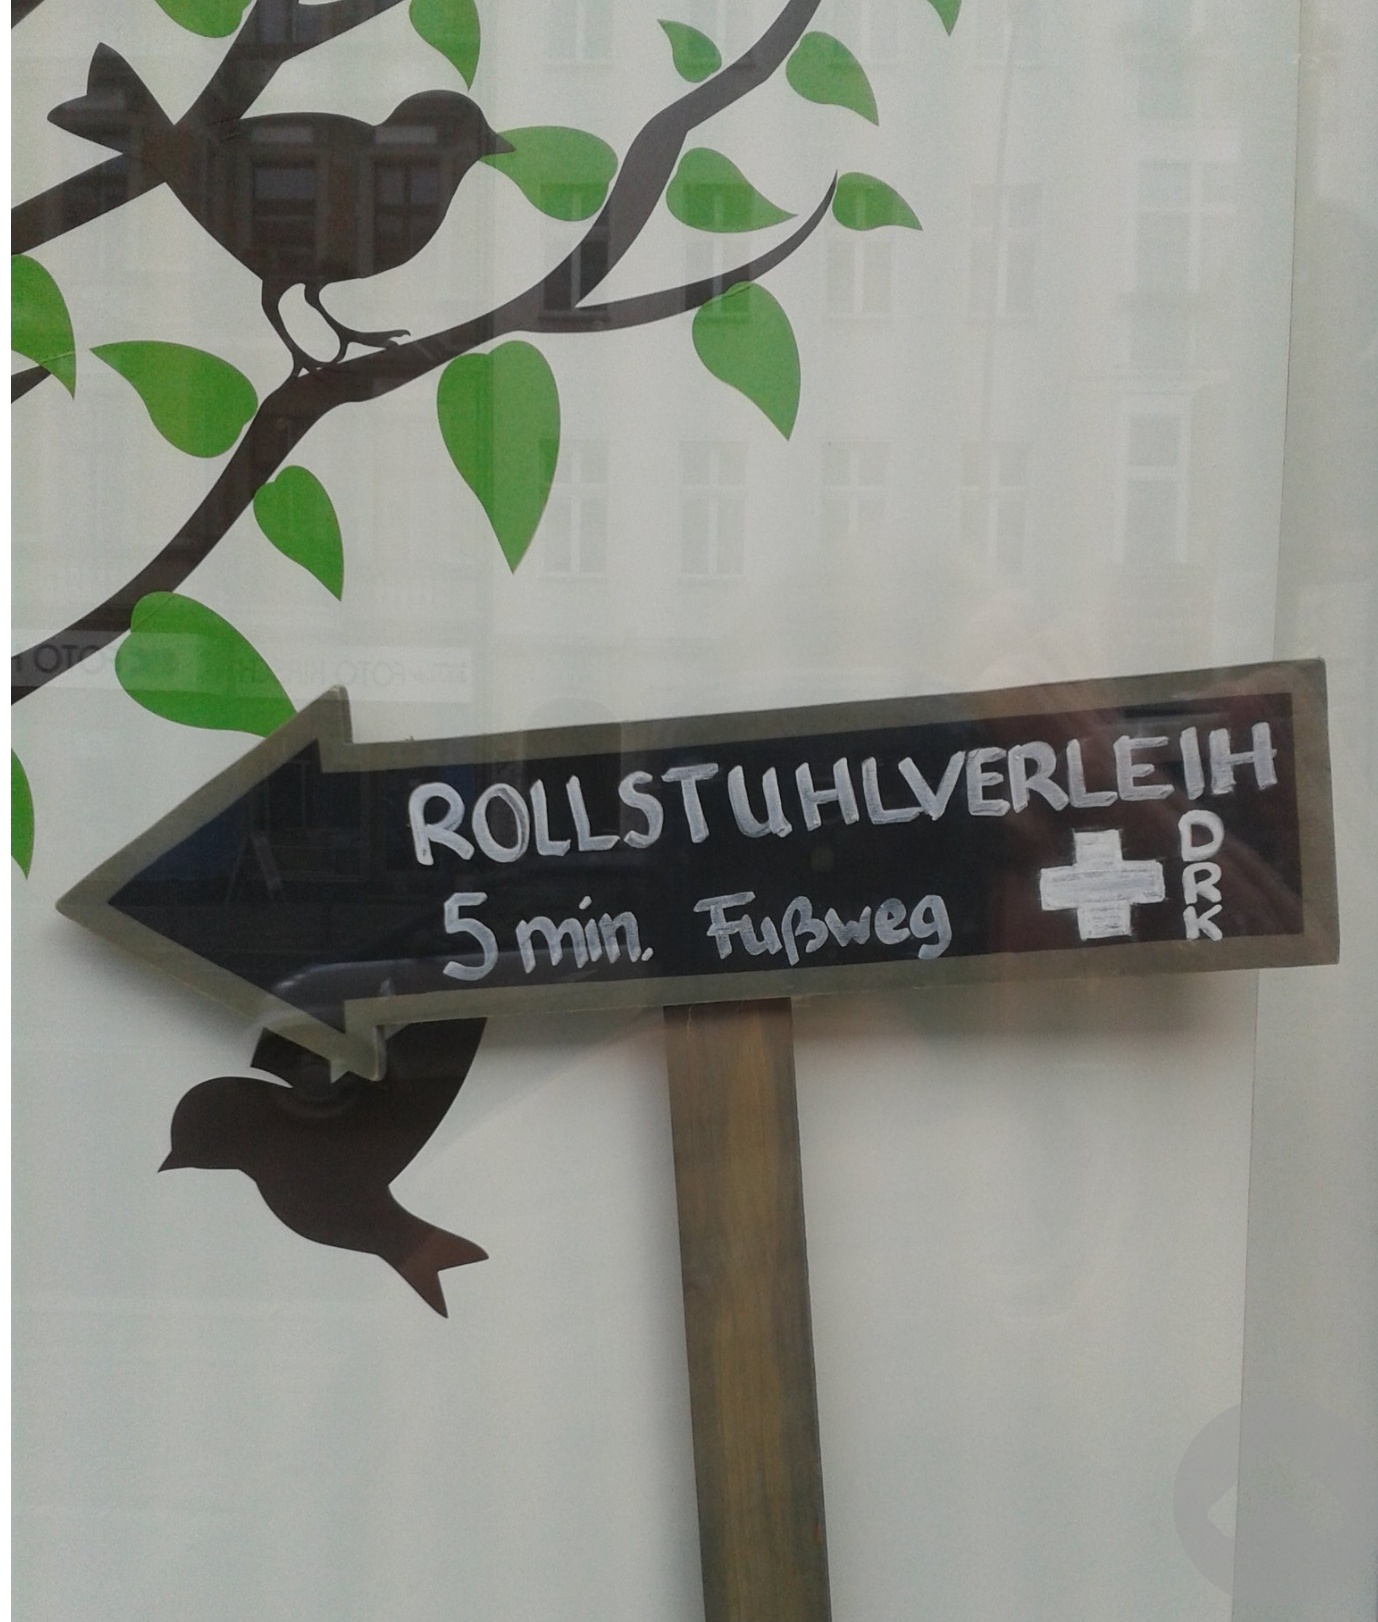 ROLLSTUHLVERLEIH
5 min. Fußweg
DRK